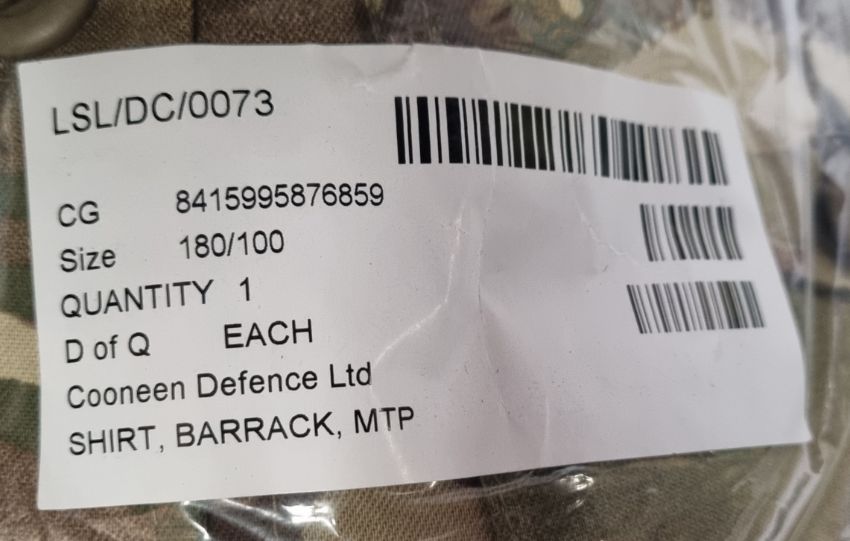 LSL/DC/0073
CG 8415995876859
Size 180/100
QUANTITY 1
D of Q EACH
Cooneen Defence Ltd
SHIRT, BARRACK, MTP